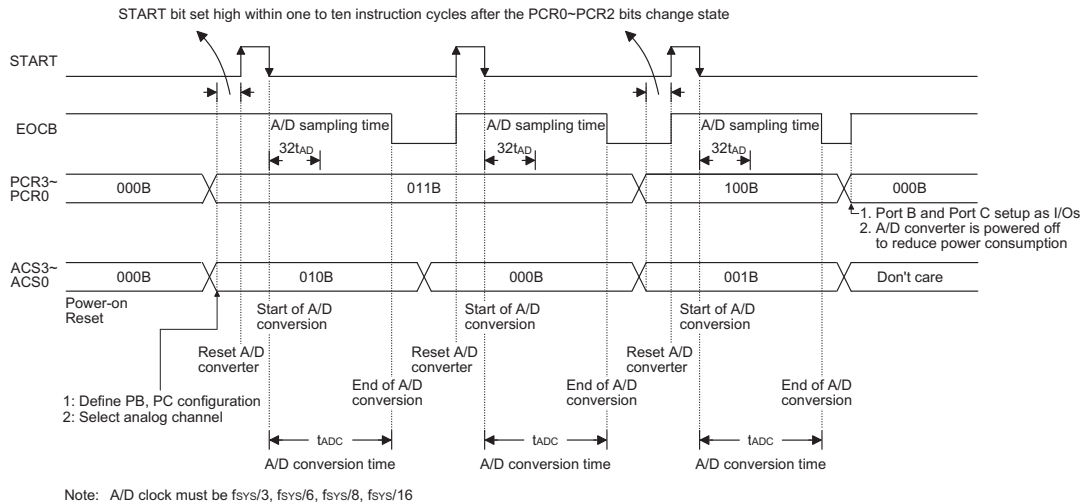 START bit set high within one to ten instruction cycles after the PCR0~PCR2 bits change state
START
EOCB
A/D sampling time
A/D sampling time
A/D sampling time
32tAD
32tAD
32tAD
PCR3~
PCR0
000B
011B
100B
000B
1. Port B and Port C setup as I/Os
2. A/D converter is powered off
to reduce power consumption
ACS3~
ACS0
000B
010B
000B
001B
Don't care
Power-on
Reset
Start of A/D
conversion
Start of A/D
conversion
Start of A/D
conversion
Reset A/D
converter
Reset A/D
converter
Reset A/D
converter
1: Define PB, PC configuration
2: Select analog channel
End of A/D
conversion
End of A/D
conversion
End of A/D
conversion
tADC
tADC
tADC
A/D conversion time
A/D conversion time
A/D conversion time
Note: A/D clock must be fSYS/3, fSYS/6, fSYS/8, fSYS/16